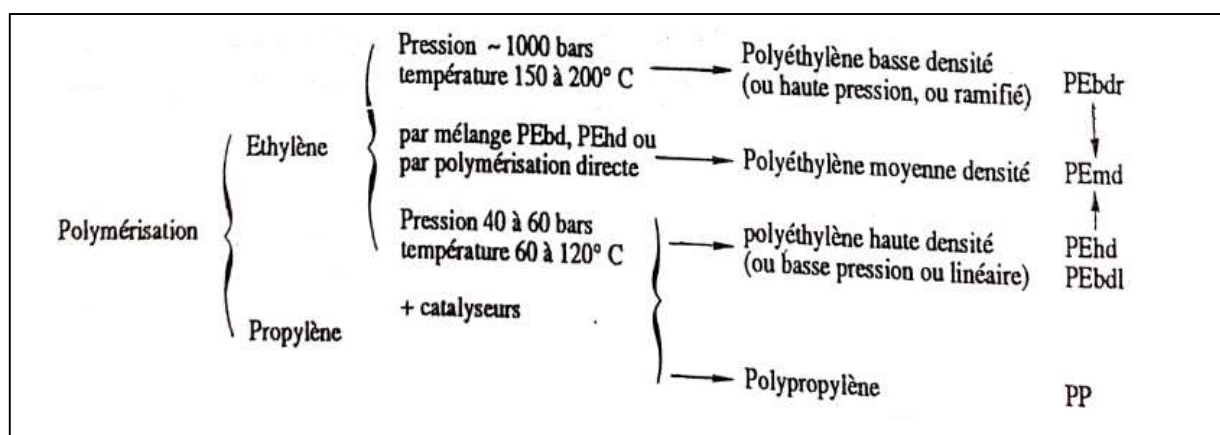 Pression ~ 1000 bars
température 150 à 200° C
Polyéthylène basse densité
(ou haute pression, ou ramifié)
PEbdr
Ethylène
par mélange PEbd, PEhd ou
par polymérisation directe
Polyéthylène moyenne densité
PEmd
Polymérisation
Pression 40 à 60 bars
température 60 à 120° C
polyéthylène haute densité
(ou basse pression ou linéaire)
PEhd
PEbdl
+ catalyseurs
Propylène
Polypropylène
PP